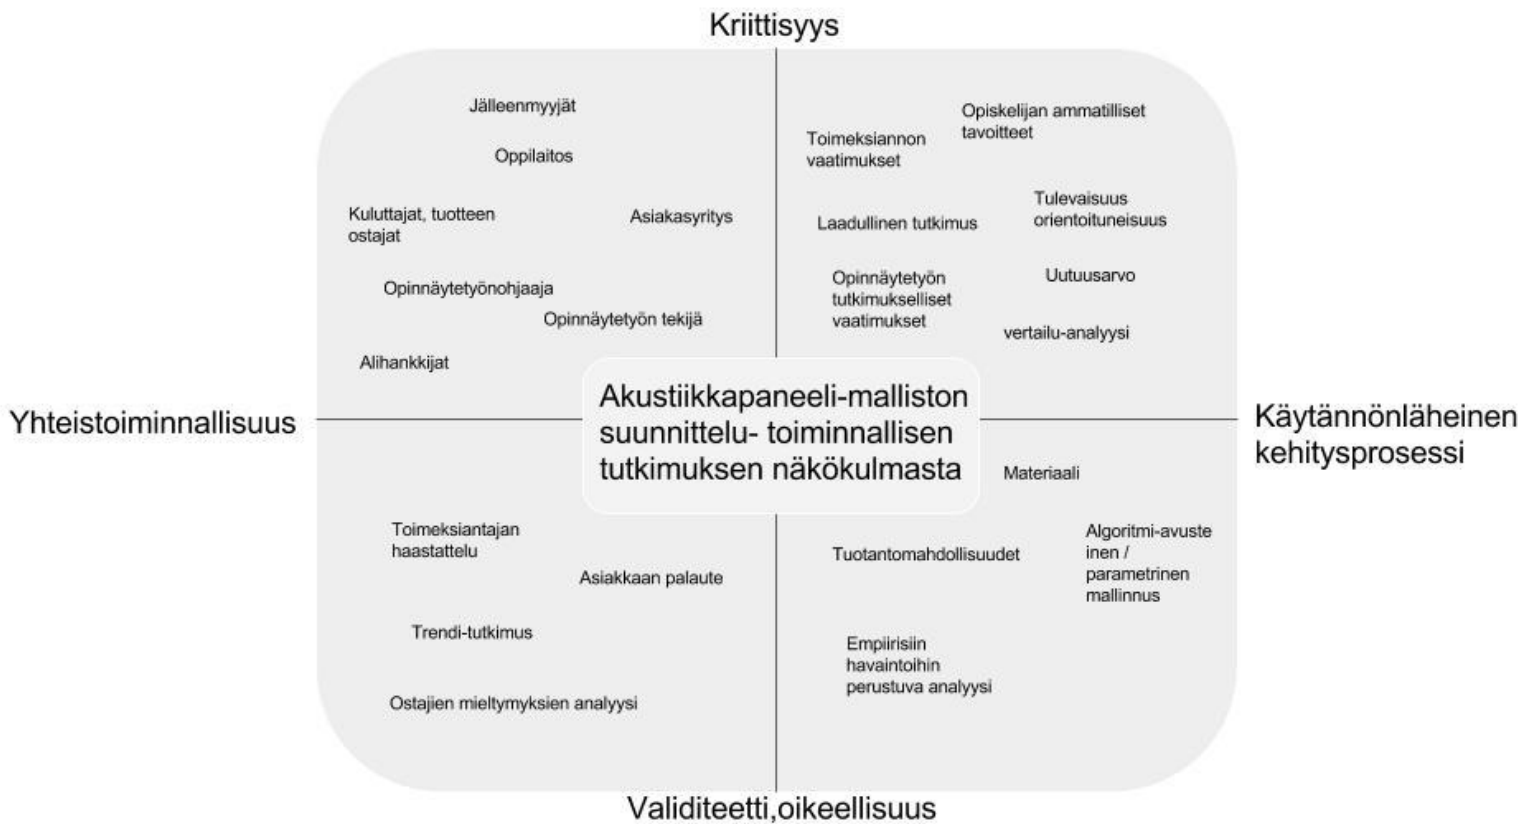 Kriittisyys
Jälleenmyyjät
Oppilaitos
Kuluttajat, tuotteen
ostajat
Asiakasyritys
Opinnäytetyönohjaaja
Opinnäytetyön tekijä
Alihankkijat
Opiskelijan ammatilliset
tavoitteet
Toimeksiannon
vaatimukset
Tulevaisuus
orientoituneisuus
Laadullinen tutkimus
Opinnäytetyön
tutkimukselliset
vaatimukset
Uutuusarvo
vertailu-analyysi
Yhteistoiminnallisuus
Akustiikkapaneeli-malliston
suunnittelu- toiminnallisen
tutkimuksen näkökulmasta
Käytännönläheinen
kehitysprosessi
Toimeksiantajan
haastattelu
Asiakkaan palaute
Trendi-tutkimus
Ostajien mieltymyksien analyysi
Materiaali
Tuotantomahdollisuudet
Algoritmi-avuste
inen /
parametrinen
mallinnus
Empiirisiin
havaintoihin
perustuva analyysi
Validiteetti,oikeellisuus